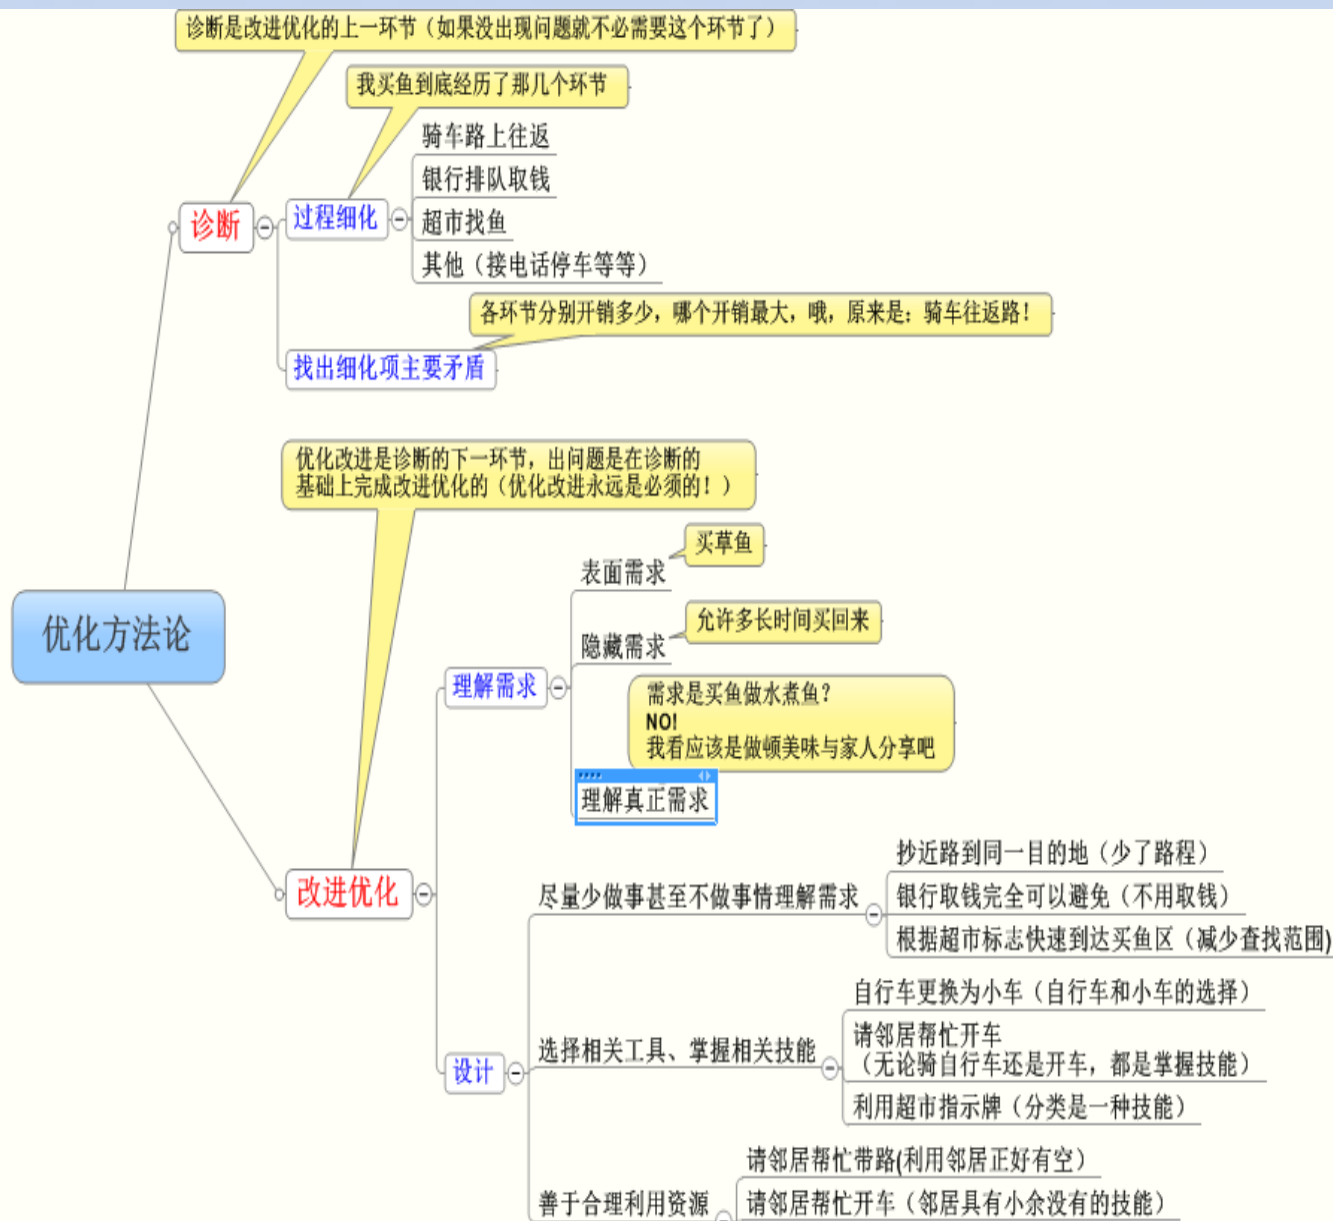 诊断是改进优化的上一环节（如果没出现问题就不必需要这个环节了）
我买鱼到底经历了那几个环节
骑车路上往返
银行排队取钱
诊断
过程细化
超市找鱼
其他（接电话停车等等）
各环节分别开销多少，哪个开销最大，哦，原来是：骑车往返路！
找出细化项主要矛盾
优化改进是诊断的下一环节，出问题是在诊断的
基础上完成改进优化的（优化改进永远是必须的！）
买草鱼
表面需求
优化方法论
允许多长时间买回来
隐藏需求
理解需求
需求是买鱼做水煮鱼？
NO!
我看应该是做顿美味与家人分享吧
理解真正需求
改进优化
抄近路到同一目的地（少了路程）
尽量少做事甚至不做事情理解需求
银行取钱完全可以避免（不用取钱）
根据超市标志快速到达买鱼区（减少查找范围)
自行车更换为小车（自行车和小车的选择）
请邻居帮忙开车
（无论骑自行车还是开车，都是掌握技能）
选择相关工具、掌握相关技能
设计
利用超市指示牌（分类是一种技能）
请邻居帮忙带路(利用邻居正好有空）
善于合理利用资源
请邻居帮忙开车（邻居具有小余没有的技能）